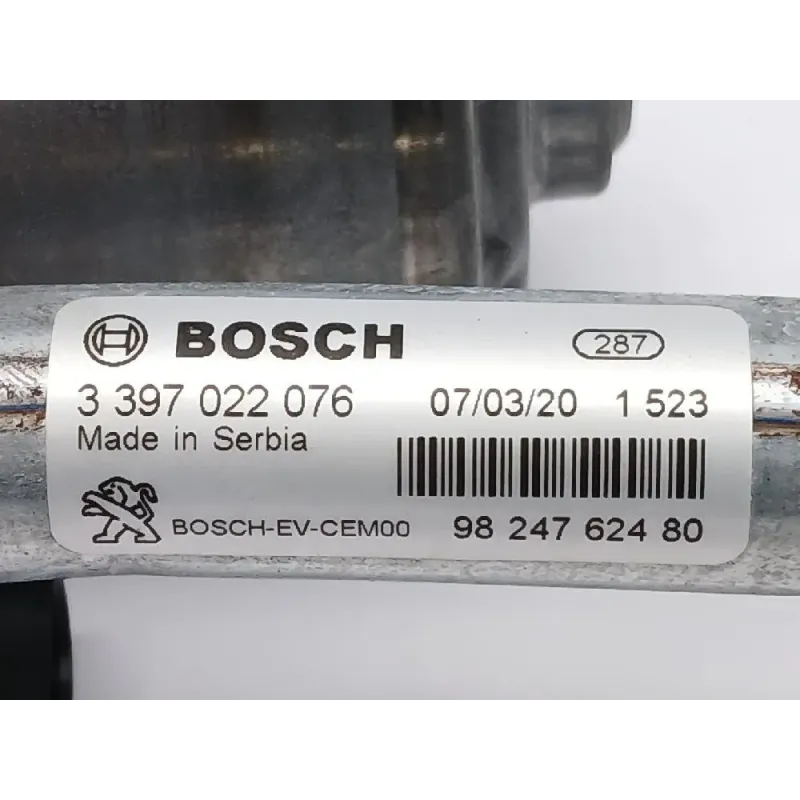 BOSCH 287
3 397 022 076 07/03/20 1 523
Made in Serbia
BOSCH-EV-CEM00 98 247 624 80